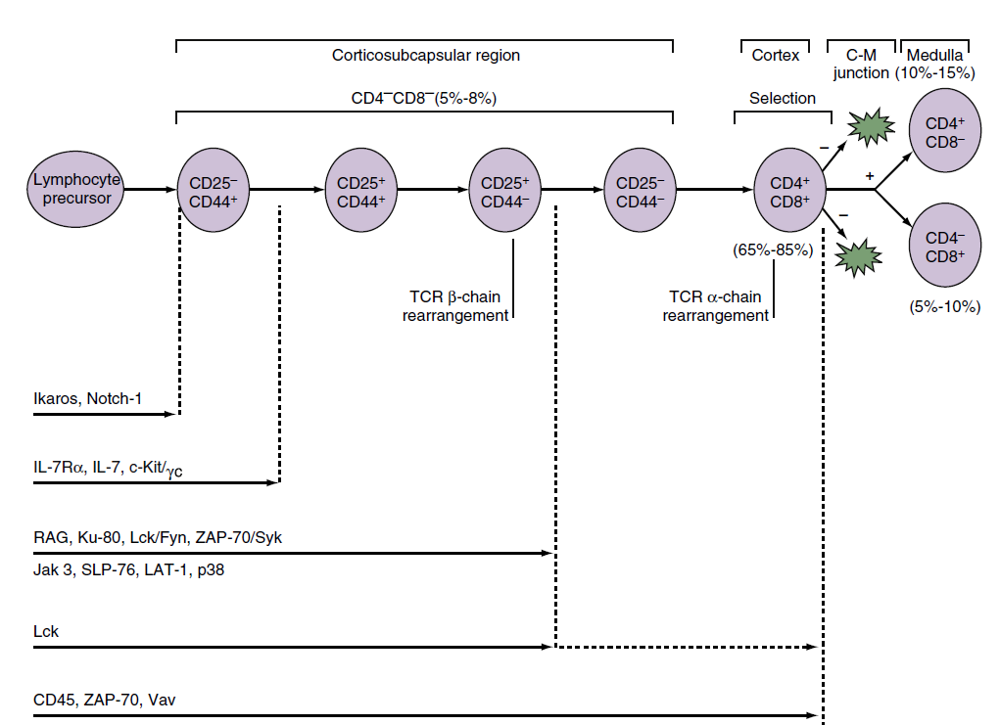 Corticosubcapsular region
Cortex
C-M
junction
Medulla
(10%-15%)
CD4–CD8–(5%-8%)
Selection
Lymphocyte
precursor
CD25–
CD44+
CD25+
CD44+
CD25+
CD44–
CD25–
CD44–
CD4+
CD8+
–
+
–
CD4+
CD8–
CD4–
CD8+
(65%-85%)
(5%-10%)
TCR β-chain
rearrangement
TCR α-chain
rearrangement
Ikaros, Notch-1
IL-7Rα, IL-7, c-Kit/γc
RAG, Ku-80, Lck/Fyn, ZAP-70/Syk
Jak 3, SLP-76, LAT-1, p38
Lck
CD45, ZAP-70, Vav